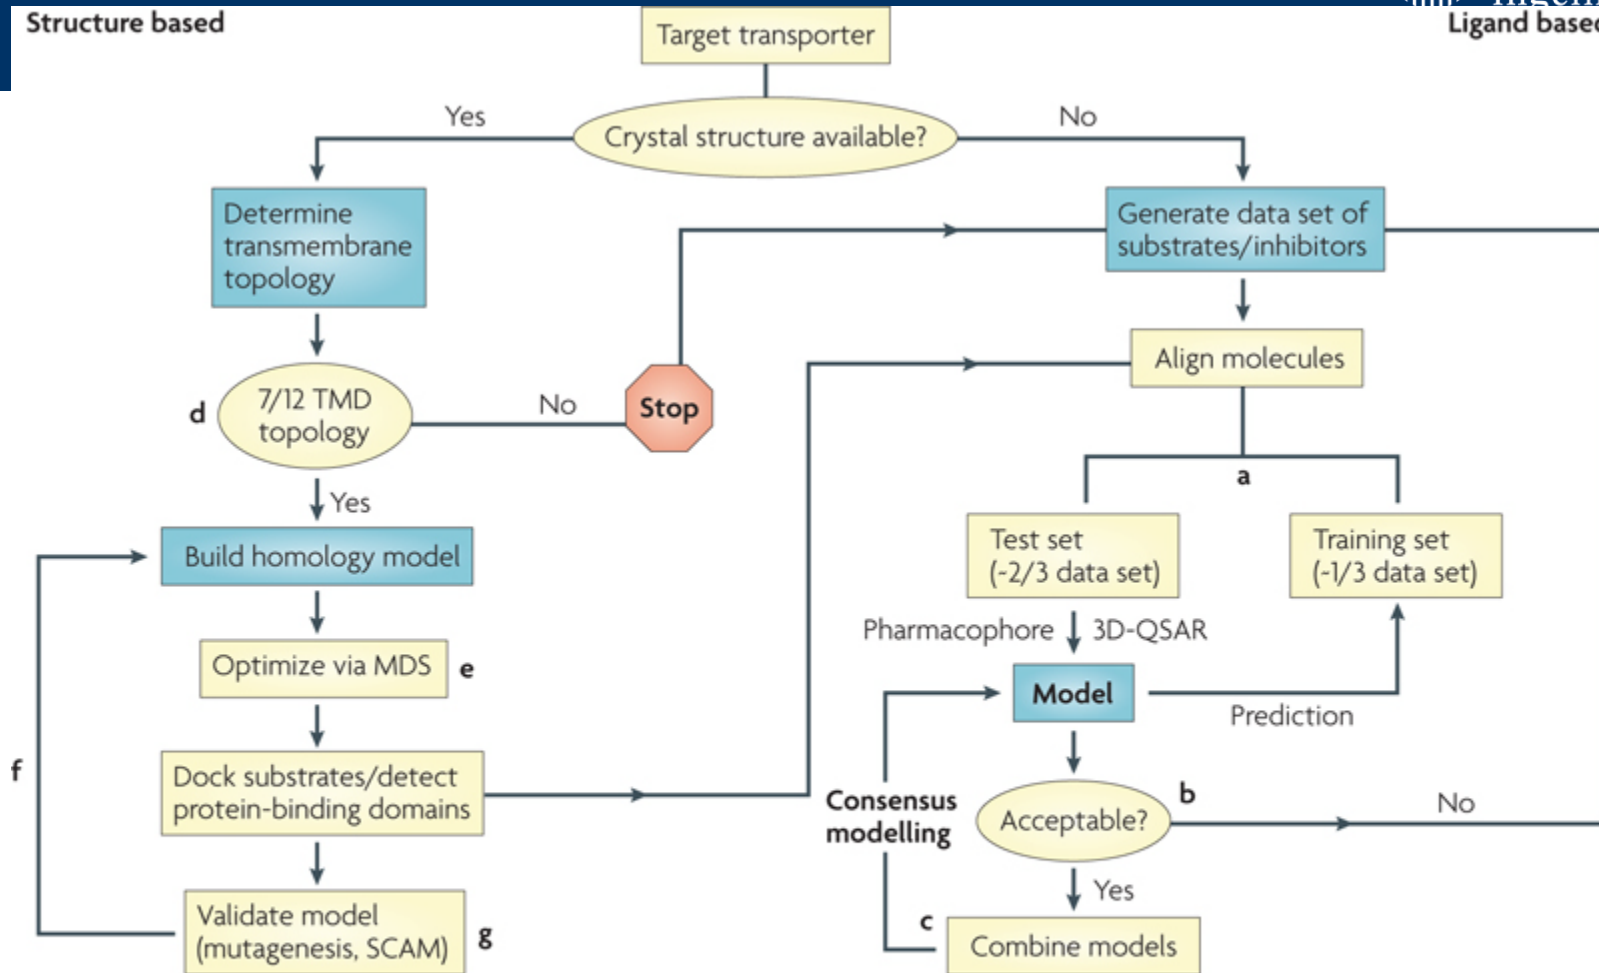 Structure based
Ligand based
Target transporter
Yes
Crystal structure available?
No
Determine
transmembrane
topology
Generate data set of
substrates/inhibitors
Align molecules
d
7/12 TMD
topology
No
Stop
Yes
a
Build homology model
Test set
(~2/3 data set)
Training set
(~1/3 data set)
Pharmacophore
3D-QSAR
Optimize via MDS
e
Model
Prediction
f
Dock substrates/detect
protein-binding domains
Consensus
modelling
Acceptable?
b
No
Yes
Validate model
(mutagenesis, SCAM)
g
c
Combine models